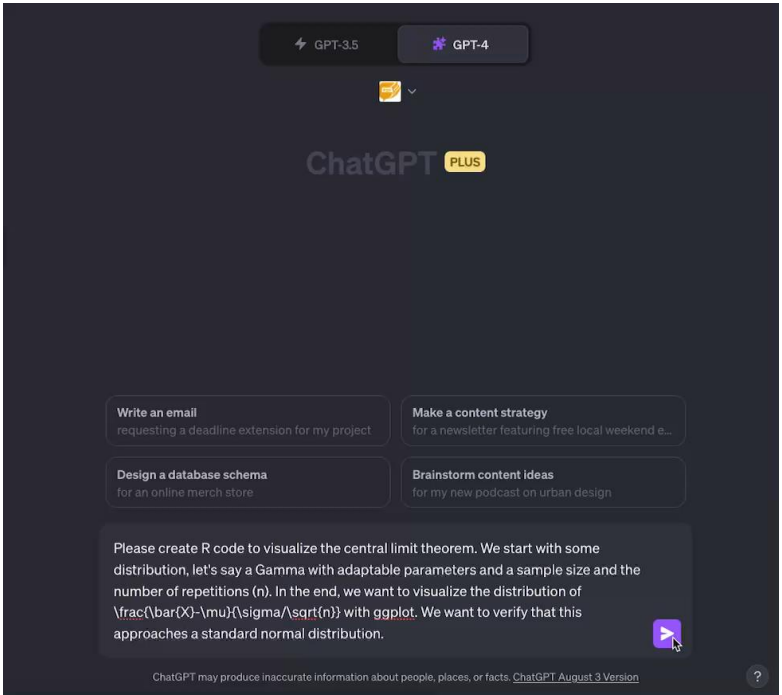 GPT-3.5
GPT-4
ChatGPT PLUS
Write an email
requesting a deadline extension for my project
Make a content strategy
for a newsletter featuring free local weekend e...
Design a database schema
for an online merch store
Brainstorm content ideas
for my new podcast on urban design
Please create R code to visualize the central limit theorem. We start with some
distribution, let's say a Gamma with adaptable parameters and a sample size and the
number of repetitions (n). In the end, we want to visualize the distribution of
\frac{\bar{X}-\mu}{\sigma/\sqrt{n}} with ggplot. We want to verify that this
approaches a standard normal distribution.
ChatGPT may produce inaccurate information about people, places, or facts. ChatGPT August 3 Version
?